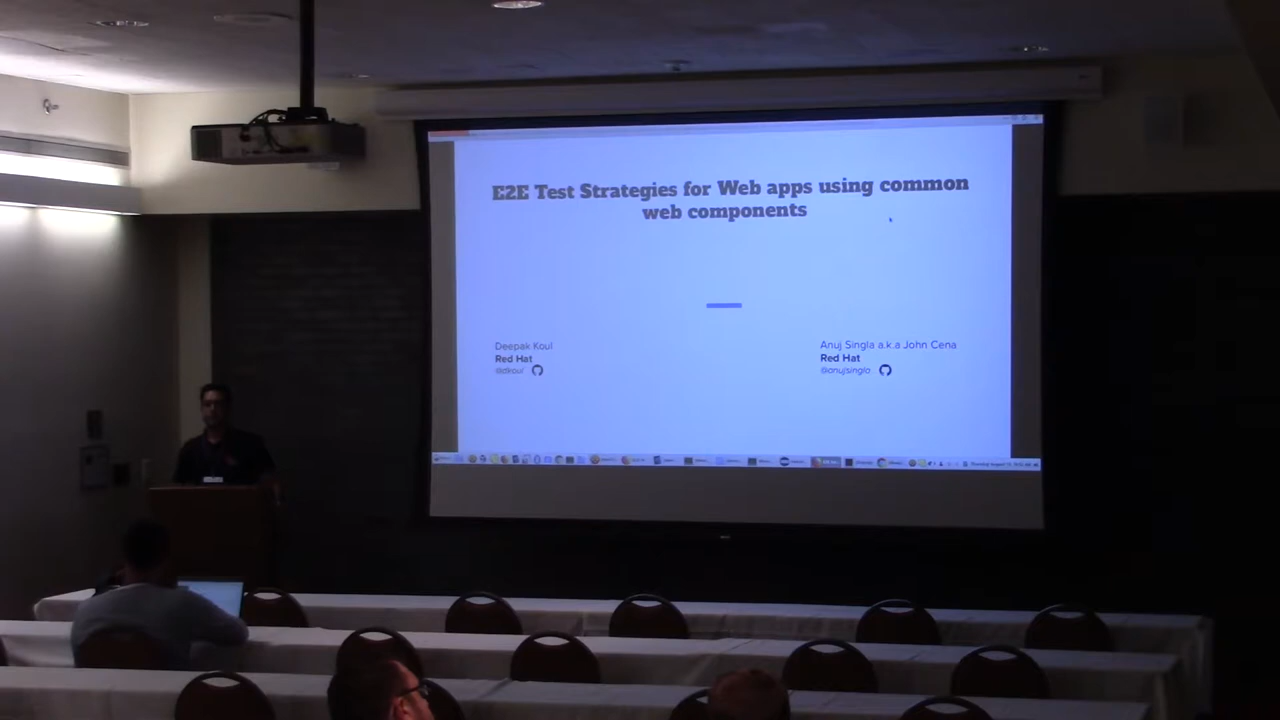 E2E Test Strategies for Web apps using common
web components
Deepak Koul
Red Hat
@dkoul
Anuj Singla a.k.a John Cena
Red Hat
@anujsingla